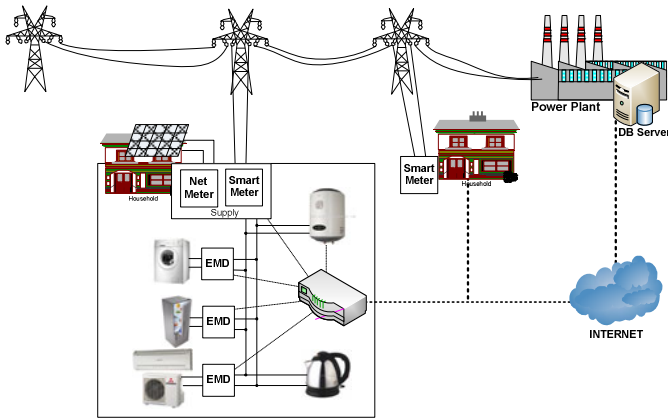 Power Plant
DB Server
Net
Meter
Smart
Meter
Supply
Household
Smart
Meter
Household
EMD
EMD
EMD
INTERNET